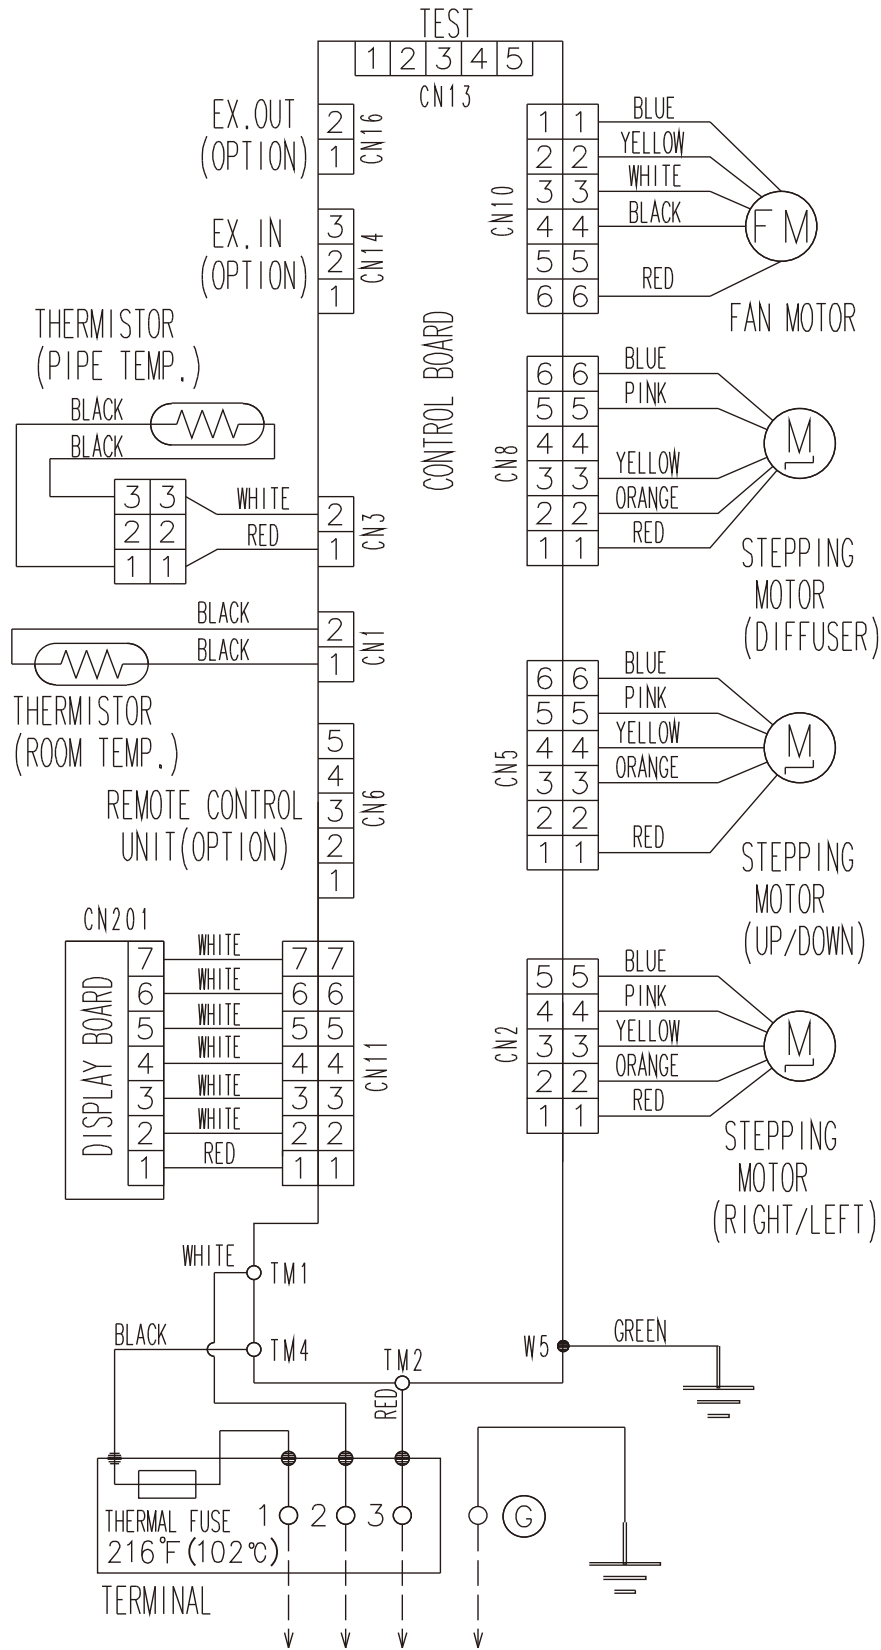 TEST
1 2 3 4 5
CN13
EX.OUT
(OPTION)
2
1
CN16
EX.IN
(OPTION)
3
2
1
CN14
CONTROL BOARD
THERMISTOR
(PIPE TEMP.)
BLACK
BLACK
3 3
2 2
1 1
WHITE
RED
2
1
CN3
BLACK
BLACK
2
1
CN1
THERMISTOR
(ROOM TEMP.)
REMOTE CONTROL
UNIT(OPTION)
5
4
3
2
1
CN6
CN201
DISPLAY BOARD
7 WHITE 7 7
6 WHITE 6 6
5 WHITE 5 5
4 WHITE 4 4
3 WHITE 3 3
2 WHITE 2 2
1 RED 1 1
CN11
CN10
1 1 BLUE
2 2 YELLOW
3 3 WHITE
4 4 BLACK
5 5
6 6 RED
FM
FAN MOTOR
CN8
6 6 BLUE
5 5 PINK
4 4
3 3 YELLOW
2 2 ORANGE
1 1 RED
M
STEPPING
MOTOR
(DIFFUSER)
CN5
6 6 BLUE
5 5 PINK
4 4 YELLOW
3 3 ORANGE
2 2
1 1 RED
M
STEPPING
MOTOR
(UP/DOWN)
CN2
5 5 BLUE
4 4 PINK
3 3 YELLOW
2 2 ORANGE
1 1 RED
M
STEPPING
MOTOR
(RIGHT/LEFT)
WHITE
TM1
BLACK
TM4
TM2
RED
W5
GREEN
THERMAL FUSE
216°F(102°C)
1 2 3
G
TERMINAL